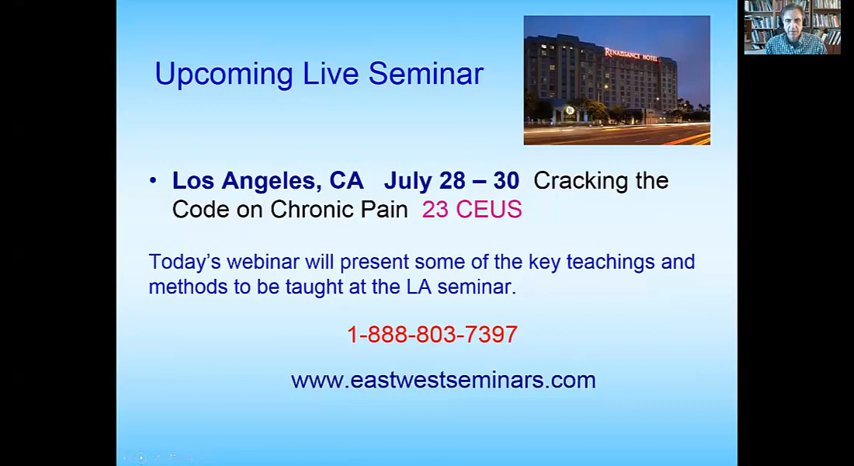 Upcoming Live Seminar
RENAISSANCE HOTEL
• Los Angeles, CA July 28 – 30 Cracking the
Code on Chronic Pain 23 CEUS
Today's webinar will present some of the key teachings and
methods to be taught at the LA seminar.
1-888-803-7397
www.eastwestseminars.com